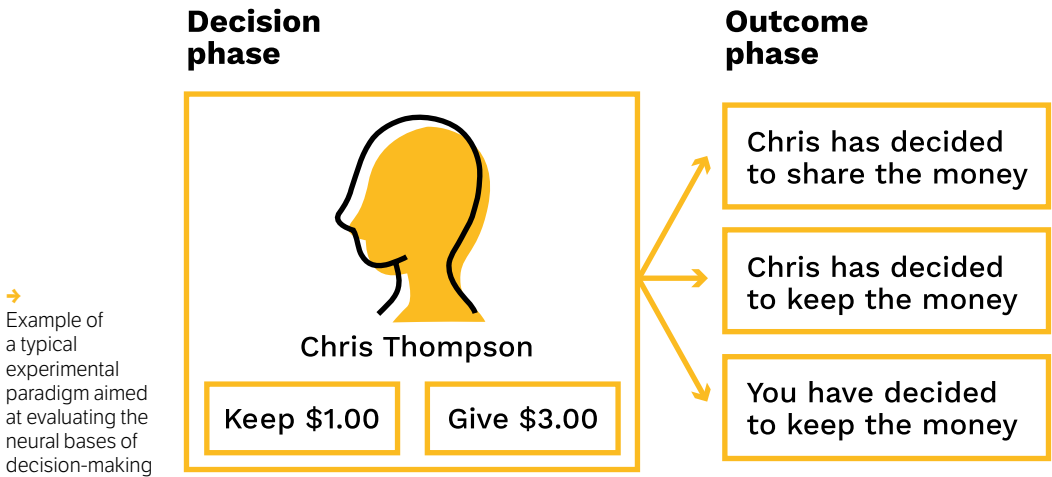 Decision
phase
Outcome
phase
Chris Thompson
Keep $1.00
Give $3.00
Chris has decided
to share the money
Chris has decided
to keep the money
You have decided
to keep the money
Example of
a typical
experimental
paradigm aimed
at evaluating the
neural bases of
decision-making